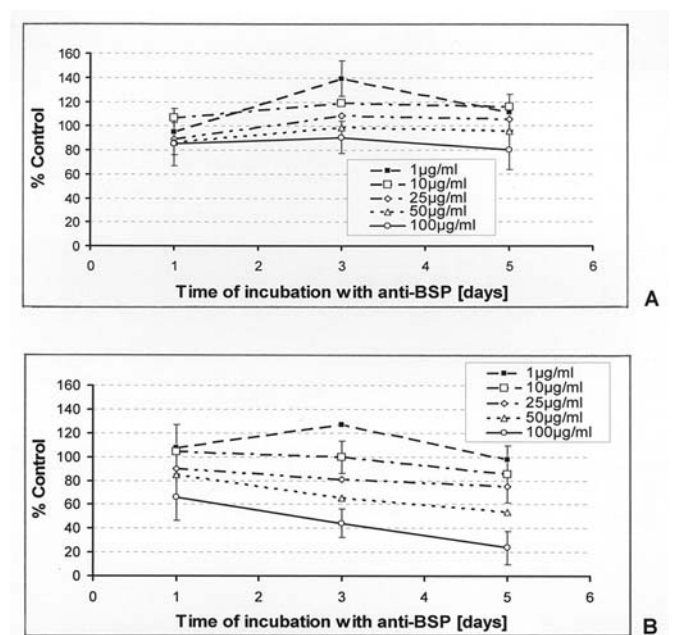 160
140
120
100
80
60
40
20
0
% Control
1µg/ml
10µg/ml
25µg/ml
50µg/ml
100µg/ml
0 1 2 3 4 5 6
Time of incubation with anti-BSP [days]
A
160
140
120
100
80
60
40
20
0
% Control
1µg/ml
10µg/ml
25µg/ml
50µg/ml
100µg/ml
0 1 2 3 4 5 6
Time of incubation with anti-BSP [days]
B